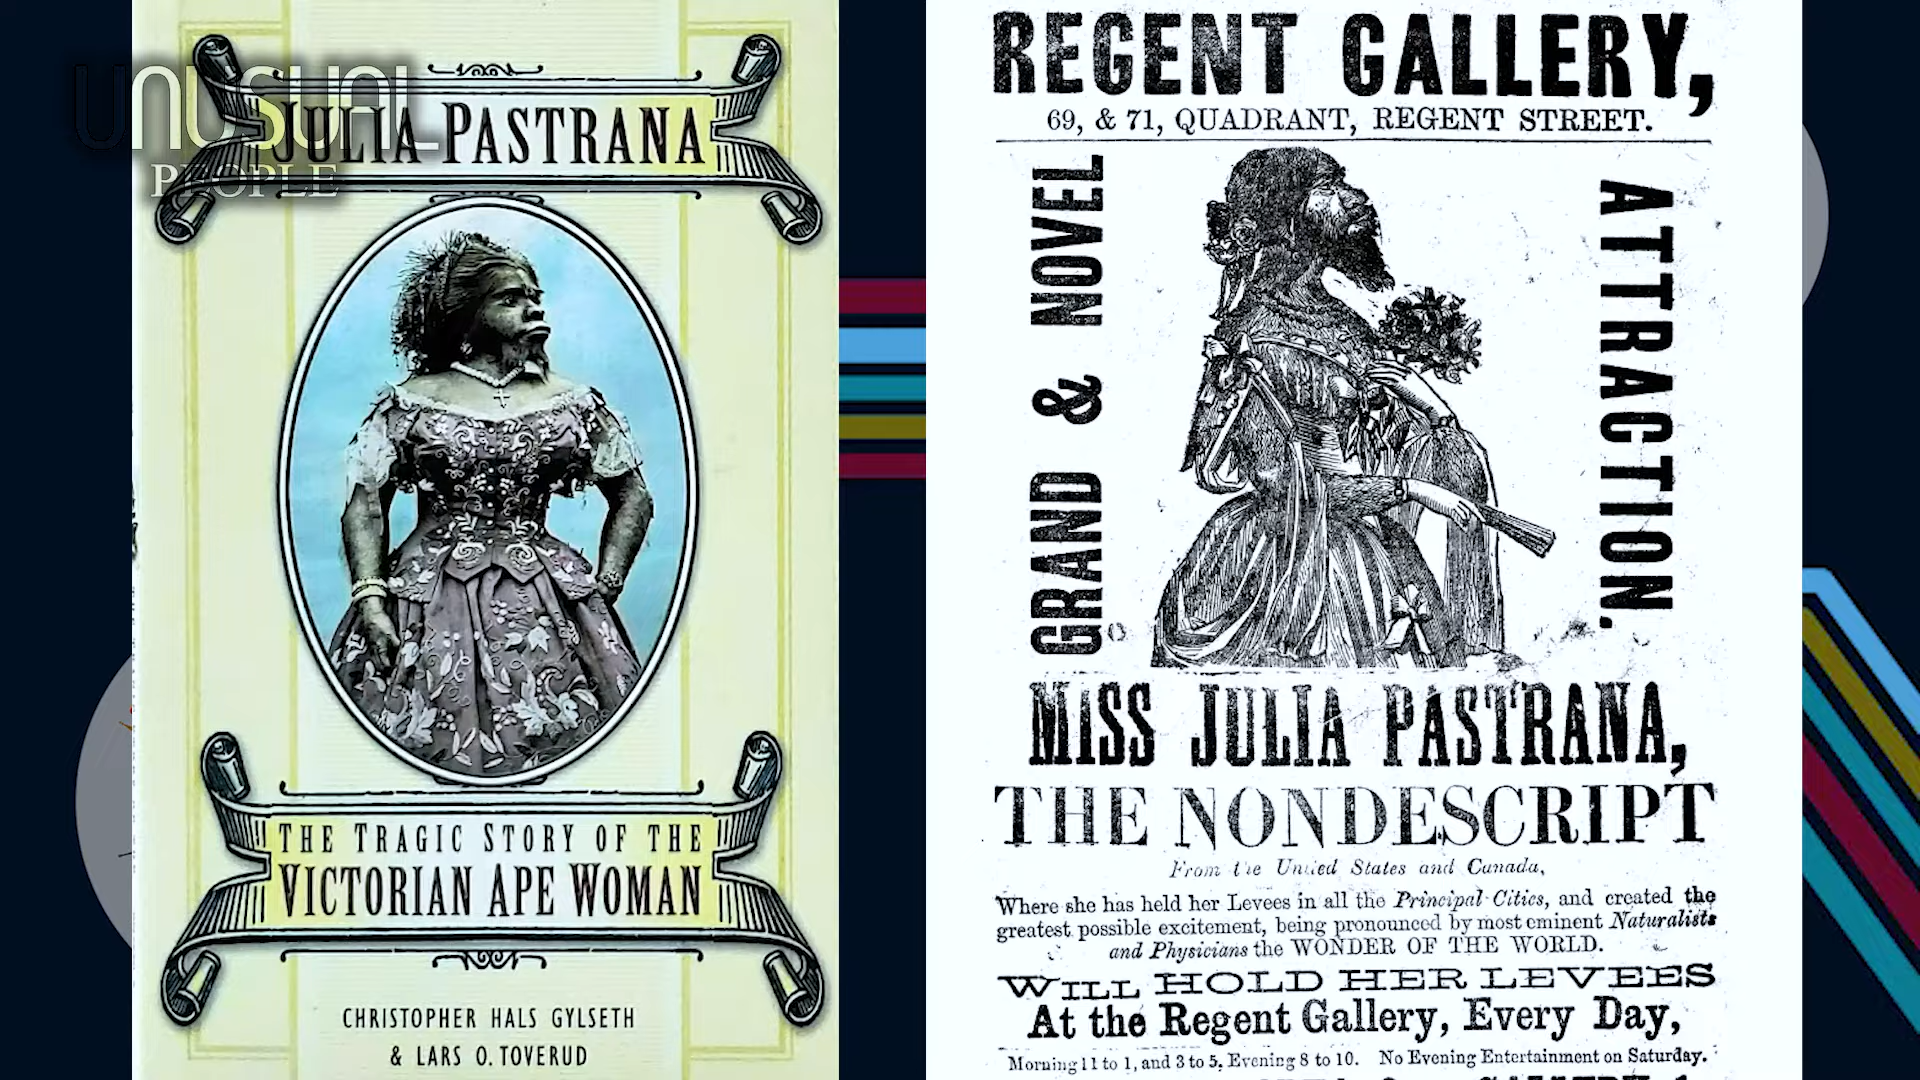 UNUSUAL
PEOPLE
JULIA PASTRANA
THE TRAGIC STORY OF THE
VICTORIAN APE WOMAN
CHRISTOPHER HALS GYLSETH
& LARS O. TOVERUD
REGENT GALLERY,
69, & 71, QUADRANT, REGENT STREET.
GRAND & NOVEL
ATTRACTION.
MISS JULIA PASTRANA,
THE NONDESCRIPT
From the United States and Canada,
Where she has held her Levees in all the Principal Cities, and created the
greatest possible excitement, being pronounced by most eminent Naturalists
and Physicians the WONDER OF THE WORLD.
WILL HOLD HER LEVEES
At the Regent Gallery, Every Day,
Morning 11 to 1, and 3 to 5, Evening 8 to 10. No Evening Entertainment on Saturday.